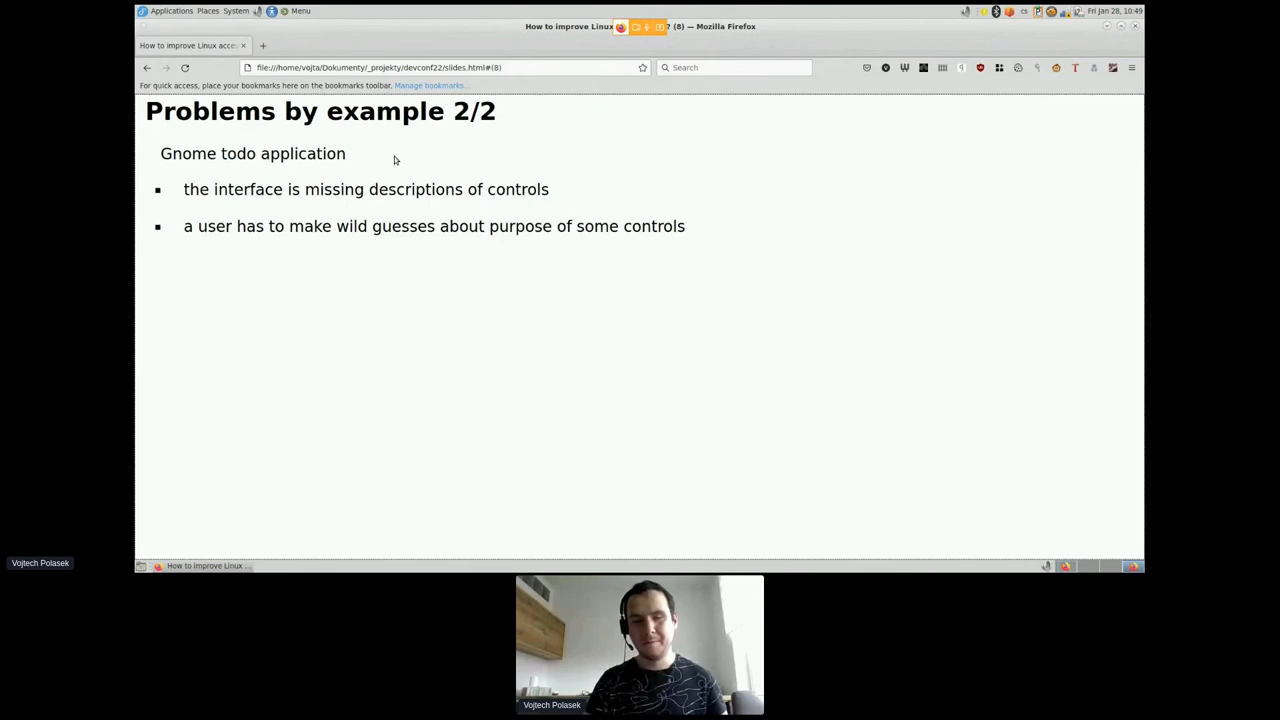 Applications Places System Menu
Fri Jan 28, 10:49
How to improve Linux ? (8) — Mozilla Firefox
How to improve Linux acce
file:///home/vojta/Dokumenty/_projekty/devconf22/slides.html#(8)
Search
For quick access, place your bookmarks here on the bookmarks toolbar. Manage bookmarks...
Problems by example 2/2
Gnome todo application
the interface is missing descriptions of controls
a user has to make wild guesses about purpose of some controls
How to improve Linux ...
Vojtech Polasek
Vojtech Polasek